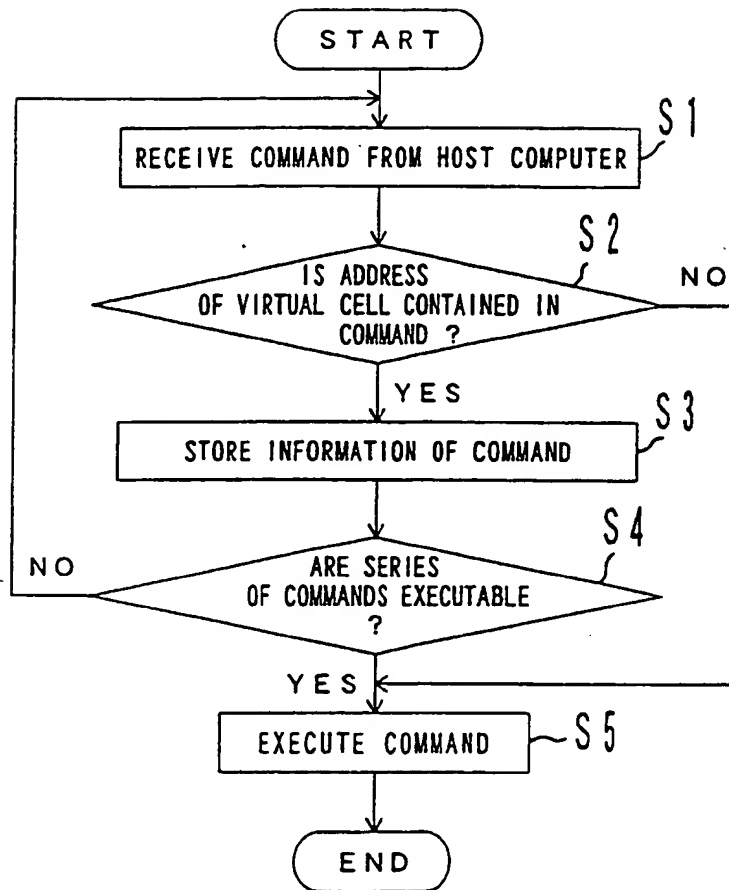 START
S1
RECEIVE COMMAND FROM HOST COMPUTER
S2
IS ADDRESS
OF VIRTUAL CELL CONTAINED IN
COMMAND ?
NO
YES
S3
STORE INFORMATION OF COMMAND
S4
ARE SERIES
OF COMMANDS EXECUTABLE
?
NO
YES
S5
EXECUTE COMMAND
END